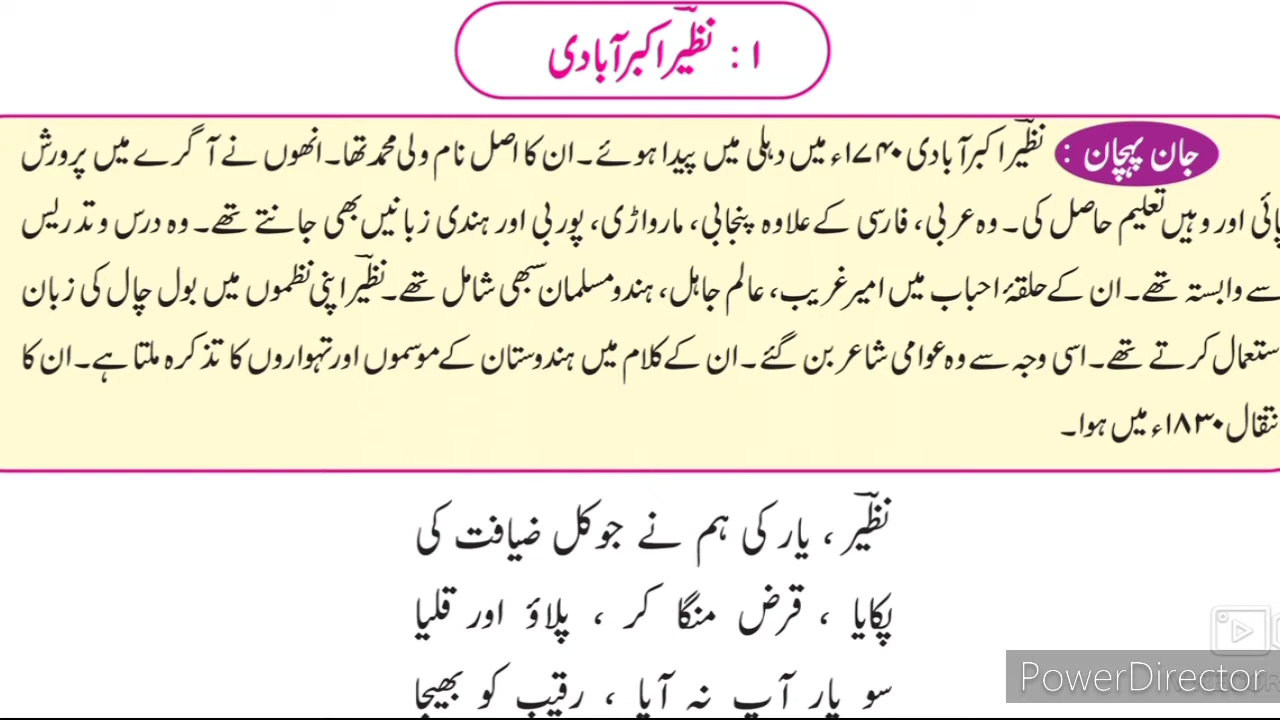 ۱ : نظیرؔ اکبر آبادی
جان پہچان : نظیرؔ اکبر آبادی ۱۷۴۰ء میں دہلی میں پیدا ہوئے۔ ان کا اصل نام ولی محمد تھا۔ انھوں نے آگرے میں پرورش
پائی اور وہیں تعلیم حاصل کی۔ وہ عربی، فارسی کے علاوہ پنجابی، مارواڑی، پوربی اور ہندی زبانیں بھی جانتے تھے۔ وہ درس و تدریس
سے وابستہ تھے۔ ان کے حلقۂ احباب میں امیر غریب، عالم جاہل، ہندو مسلمان سبھی شامل تھے۔ نظیرؔ اپنی نظموں میں بول چال کی زبان
ستعمال کرتے تھے۔ اسی وجہ سے وہ عوامی شاعر بن گئے۔ ان کے کلام میں ہندوستان کے موسموں اور تہواروں کا تذکرہ ملتا ہے۔ ان کا
نتقال ۱۸۳۰ء میں ہوا۔
نظیرؔ ، یار کی ہم نے جو کل ضیافت کی
پکایا ، قرض منگا کر ، پلاؤ اور قلیا
سو یار آپ نہ آیا ، رقیب کو بھیجا
PowerDirector